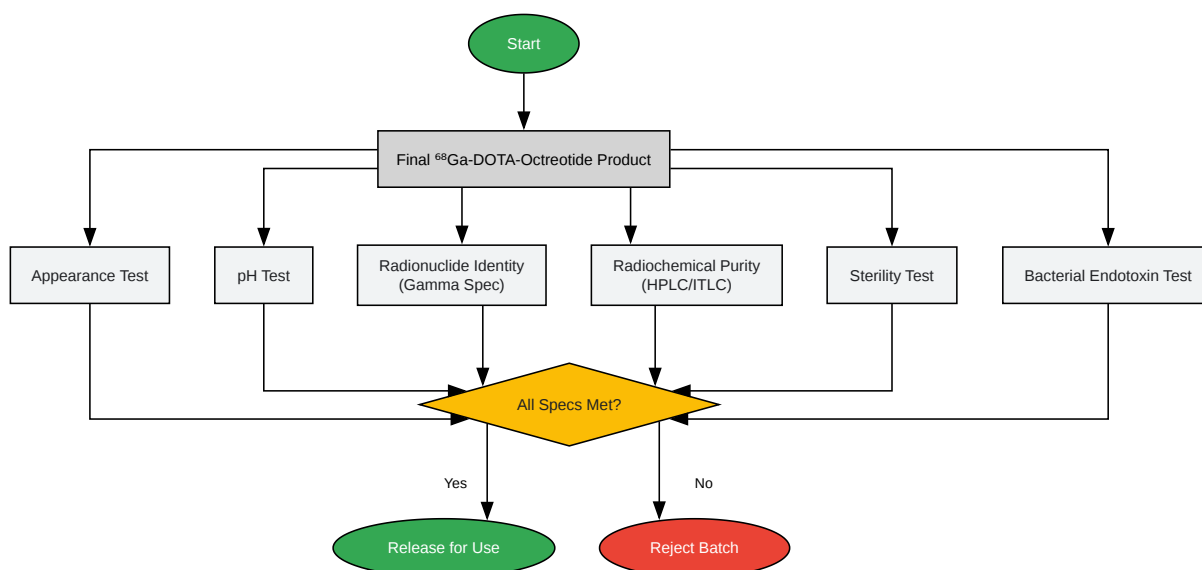 Start
Final ⁶⁸Ga-DOTA-Octreotide Product
Appearance Test
pH Test
Radionuclide Identity
(Gamma Spec)
Radiochemical Purity
(HPLC/ITLC)
Sterility Test
Bacterial Endotoxin Test
All Specs Met?
Yes
No
Release for Use
Reject Batch